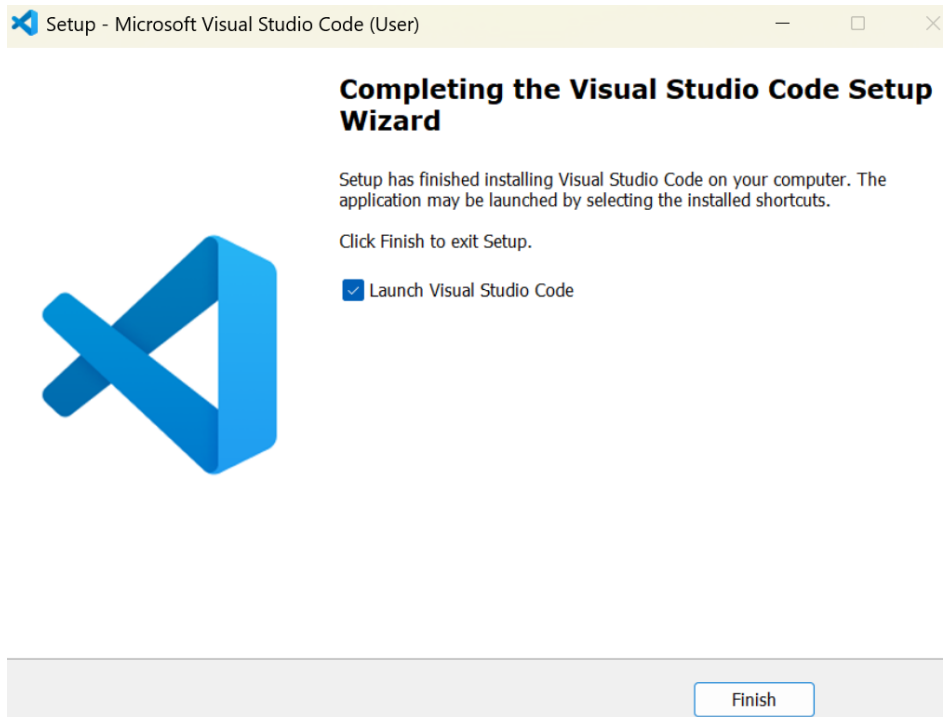 Setup - Microsoft Visual Studio Code (User)
Completing the Visual Studio Code Setup
Wizard
Setup has finished installing Visual Studio Code on your computer. The
application may be launched by selecting the installed shortcuts.
Click Finish to exit Setup.
Launch Visual Studio Code
Finish